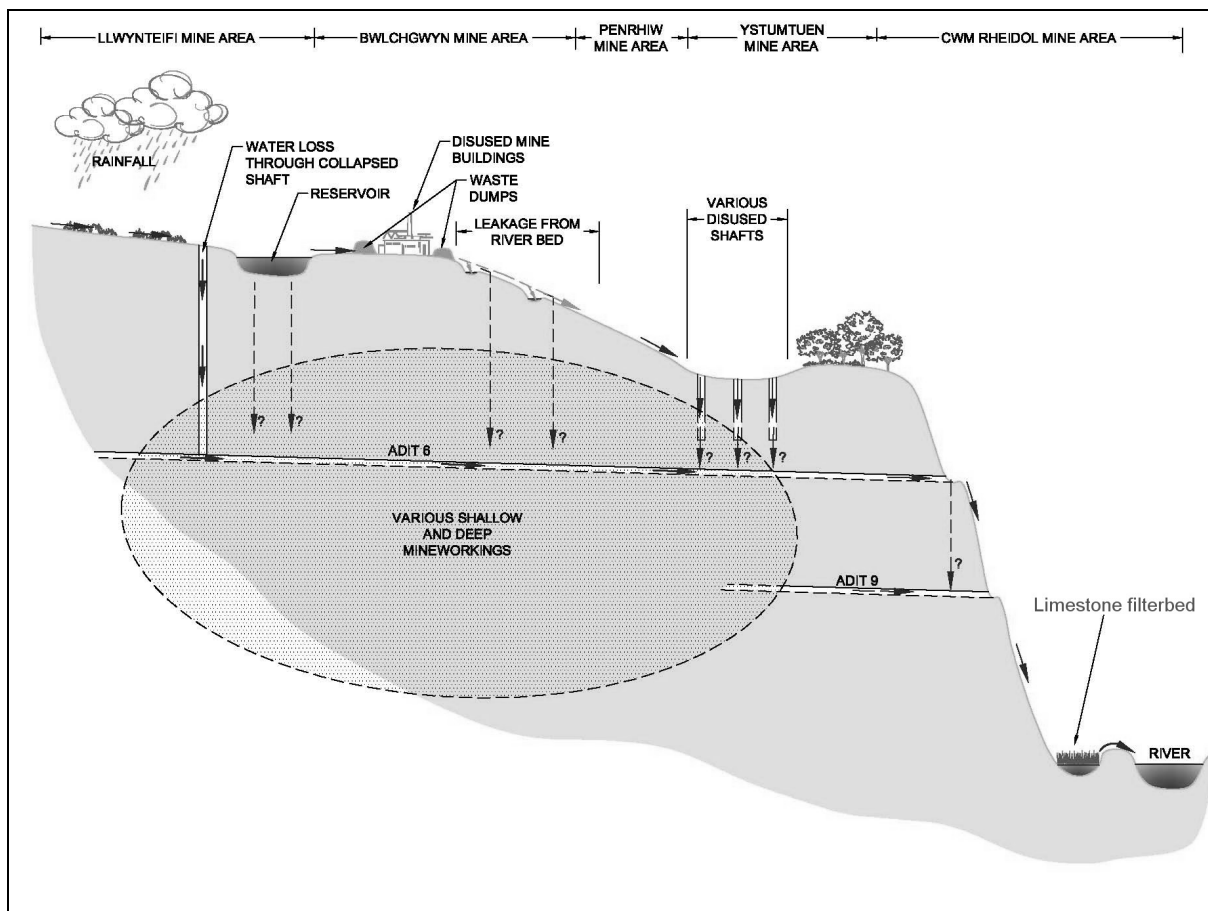 LLWYNTEIFI MINE AREA
BWLCHGWYN MINE AREA
PENRHIW
MINE AREA
YSTUMTUEN
MINE AREA
CWM RHEIDOL MINE AREA
RAINFALL
WATER LOSS
THROUGH COLLAPSED
SHAFT
RESERVOIR
DISUSED MINE
BUILDINGS
WASTE
DUMPS
LEAKAGE FROM
RIVER BED
VARIOUS
DISUSED
SHAFTS
?
?
?
?
?
?
?
ADIT 6
VARIOUS SHALLOW
AND DEEP
MINEWORKINGS
?
ADIT 9
Limestone filterbed
RIVER